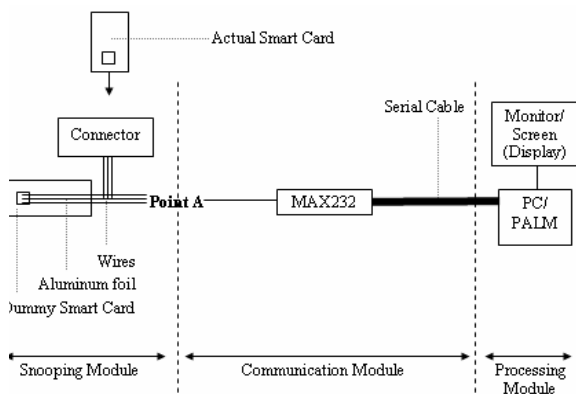 Actual Smart Card
Serial Cable
Connector
Monitor/
Screen
(Display)
Point A
MAX232
PC/
PALM
Wires
Aluminum foil
Dummy Smart Card
Snooping Module
Communication Module
Processing
Module